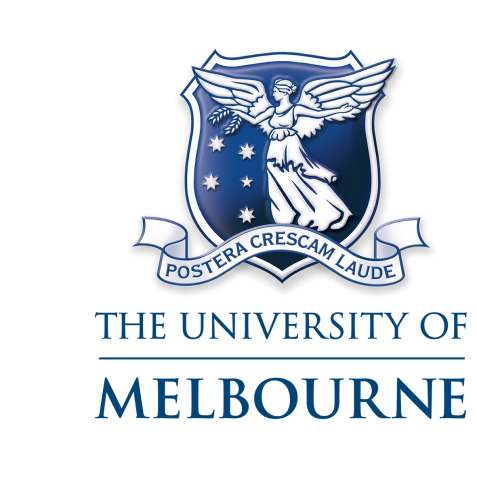 POSTERA CRESCAM LAUDE
THE UNIVERSITY OF
MELBOURNE